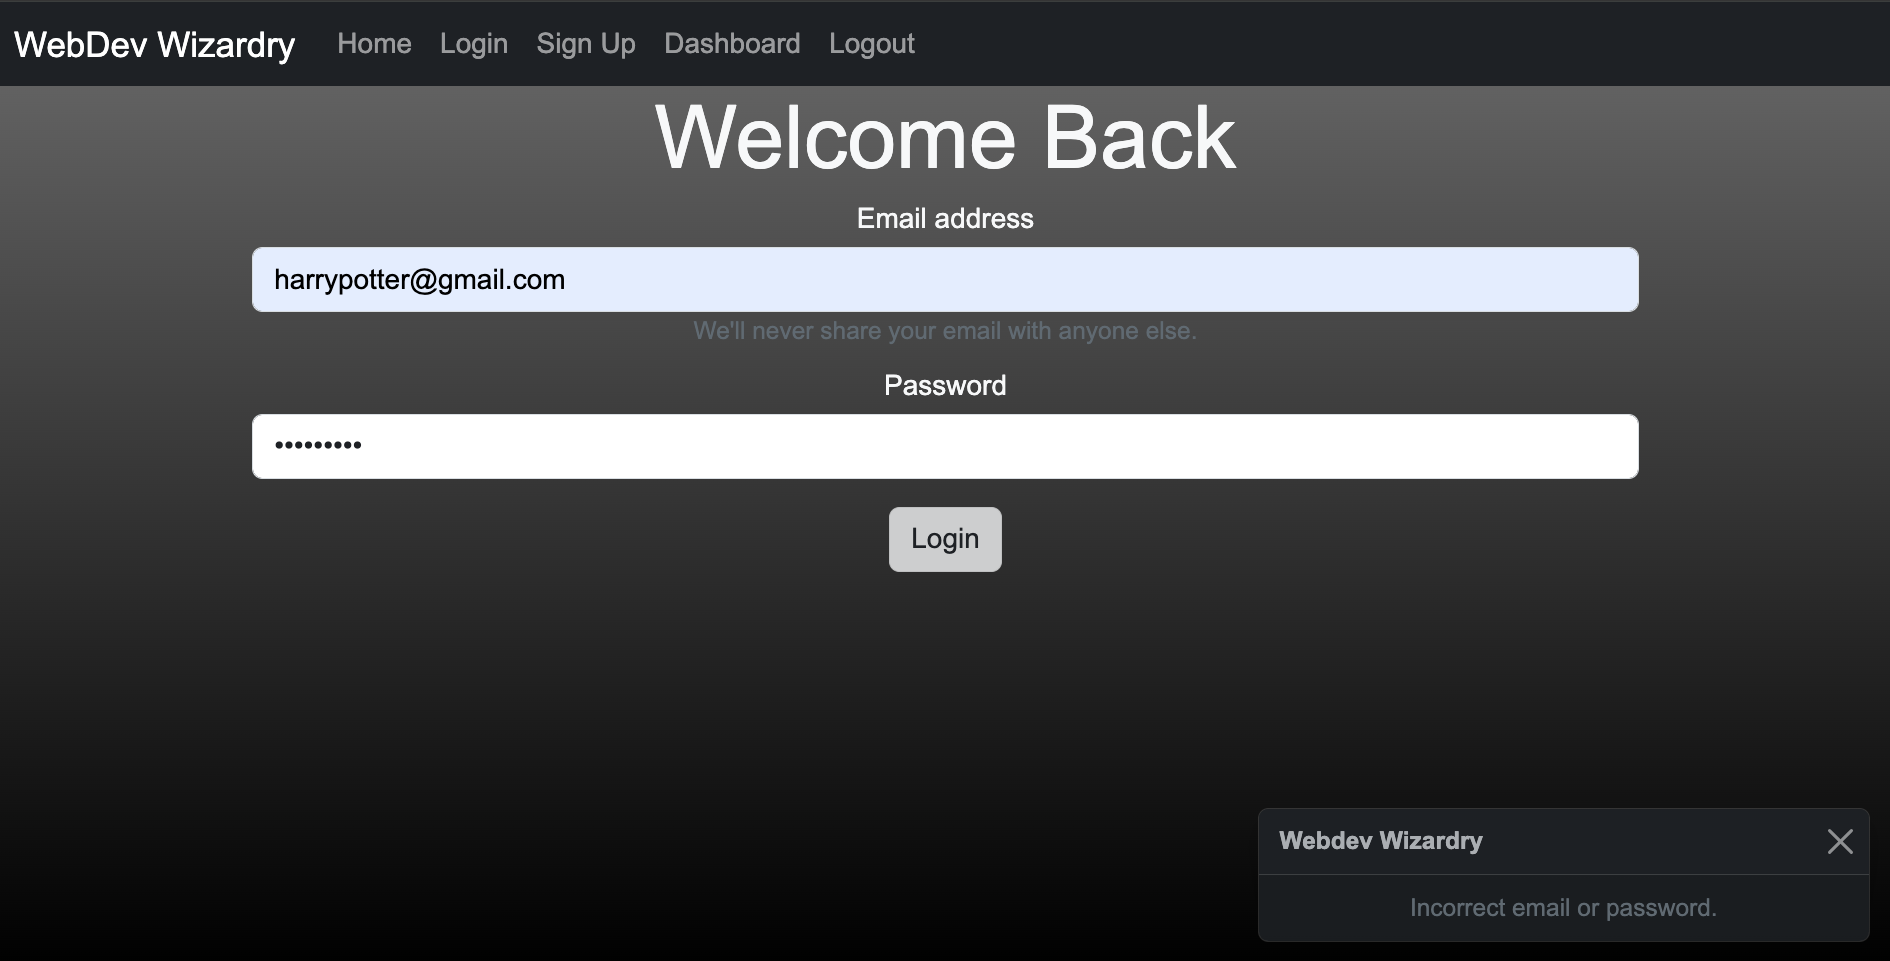 WebDev Wizardry Home Login Sign Up Dashboard Logout
Welcome Back
Email address
harrypotter@gmail.com
We'll never share your email with anyone else.
Password
•••••••••
Login
Webdev Wizardry
Incorrect email or password.